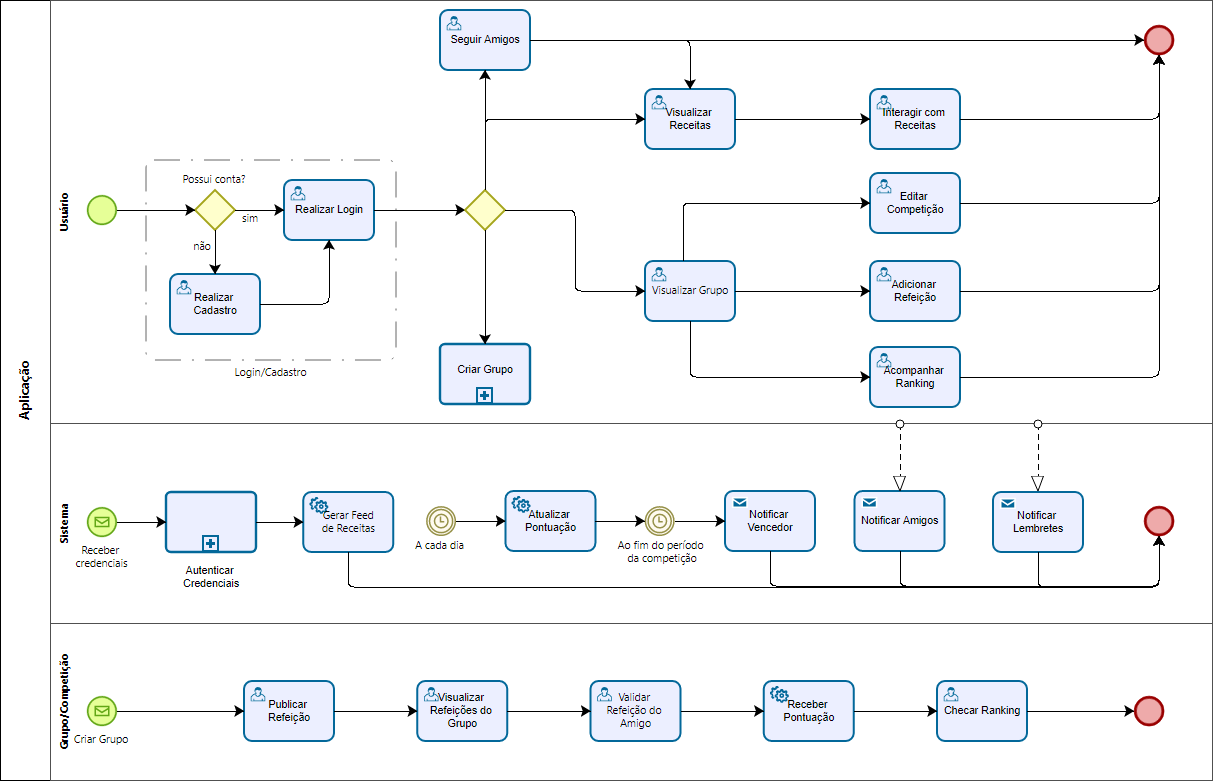 Aplicação
Usuário
Possui conta?
sim
não
Realizar Login
Realizar
Cadastro
Login/Cadastro
Seguir Amigos
Visualizar
Receitas
Interagir com
Receitas
Editar
Competição
Visualizar Grupo
Adicionar
Refeição
Criar Grupo
Acompanhar
Ranking
Sistema
Receber
credenciais
Autenticar
Credenciais
Gerar Feed
de Receitas
A cada dia
Atualizar
Pontuação
Ao fim do período
da competição
Notificar
Vencedor
Notificar Amigos
Notificar
Lembretes
Grupo/Competição
Criar Grupo
Publicar
Refeição
Visualizar
Refeições do
Grupo
Validar
Refeição do
Amigo
Receber
Pontuação
Checar Ranking